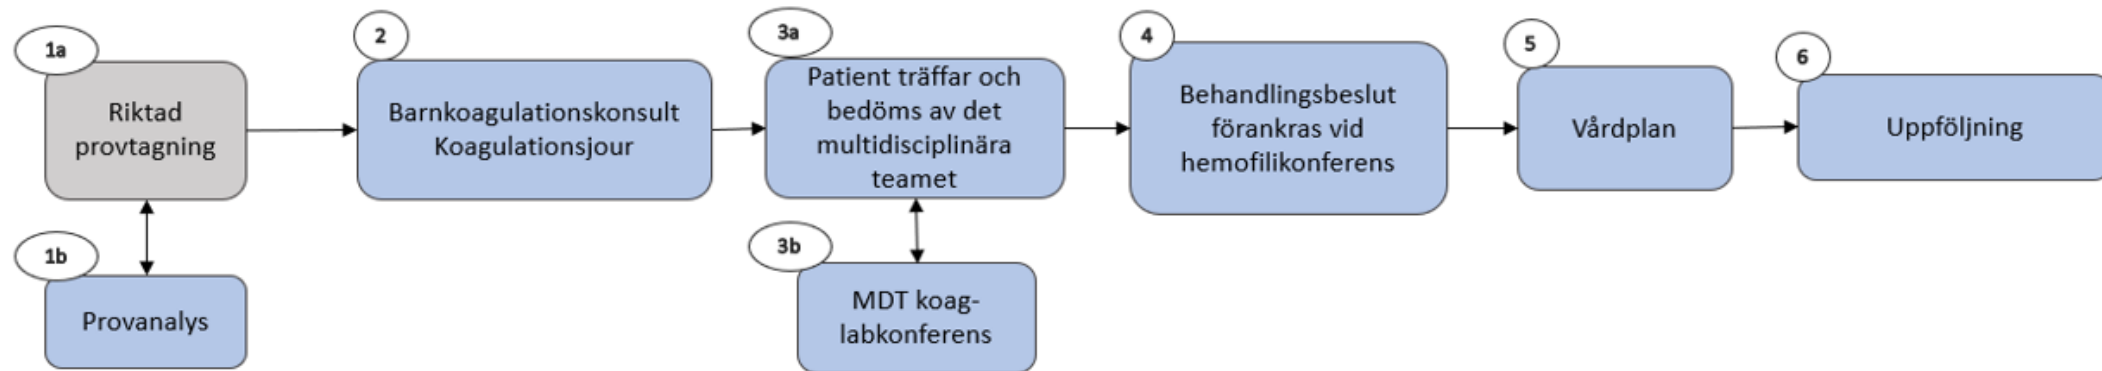 1a
Riktad
provtagning
1b
Provanalys
2
Barnkoagulationskonsult
Koagulationsjour
3a
Patient träffar och
bedöms av det
multidisciplinära
teamet
3b
MDT koag-
labkonferens
4
Behandlingsbeslut
förankras vid
hemofilikonferens
5
Vårdplan
6
Uppföljning